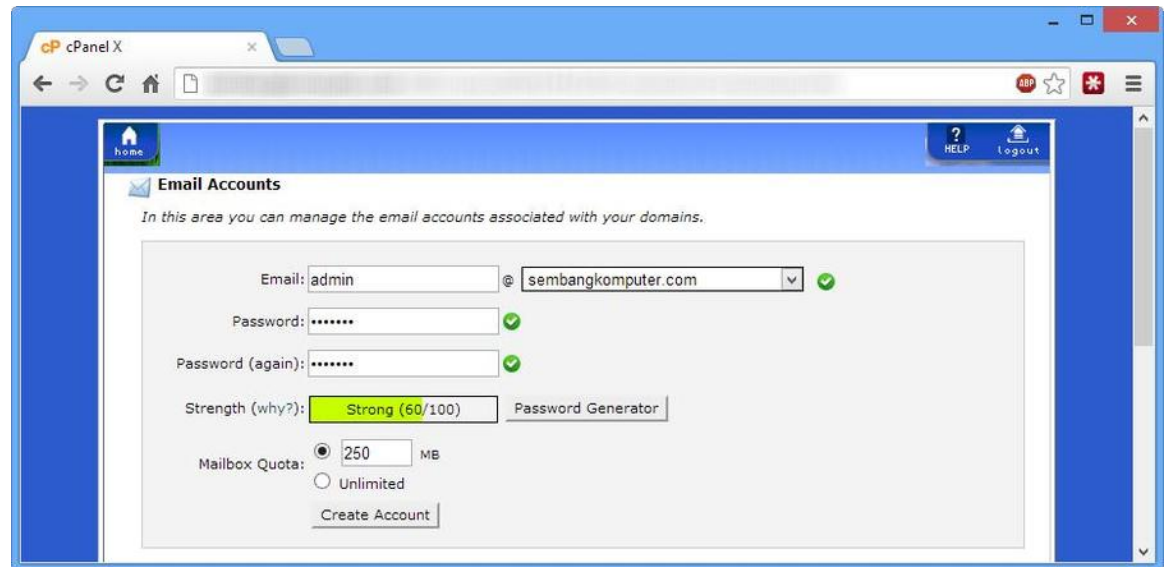 cP cPanel X
ABP
home
? HELP logout
Email Accounts
In this area you can manage the email accounts associated with your domains.
Email: admin @ sembangkomputer.com
Password: •••••••
Password (again): •••••••
Strength (why?): Strong (60/100) Password Generator
Mailbox Quota: 250 MB
Unlimited
Create Account